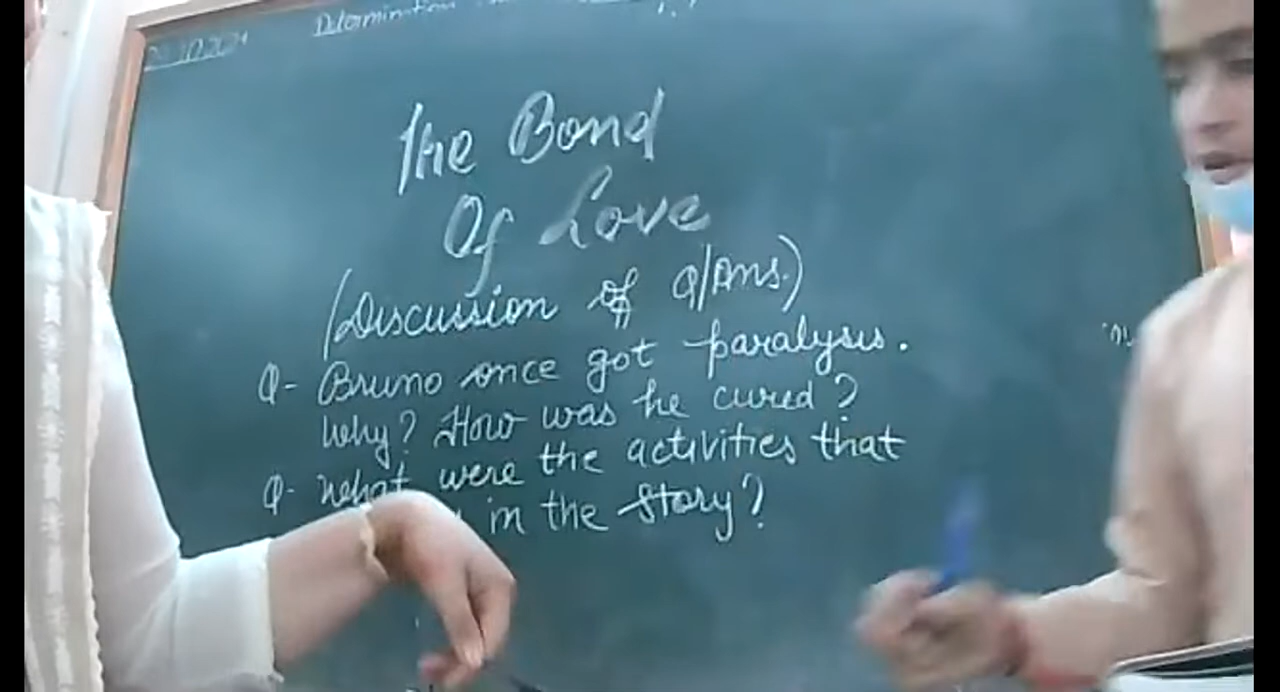 Determination
The Bond
Of Love
(Discussion of Q/Ans.)
Q- Bruno once got paralysis.
Why? How was he cured?
Q- What were the activities that
in the story?